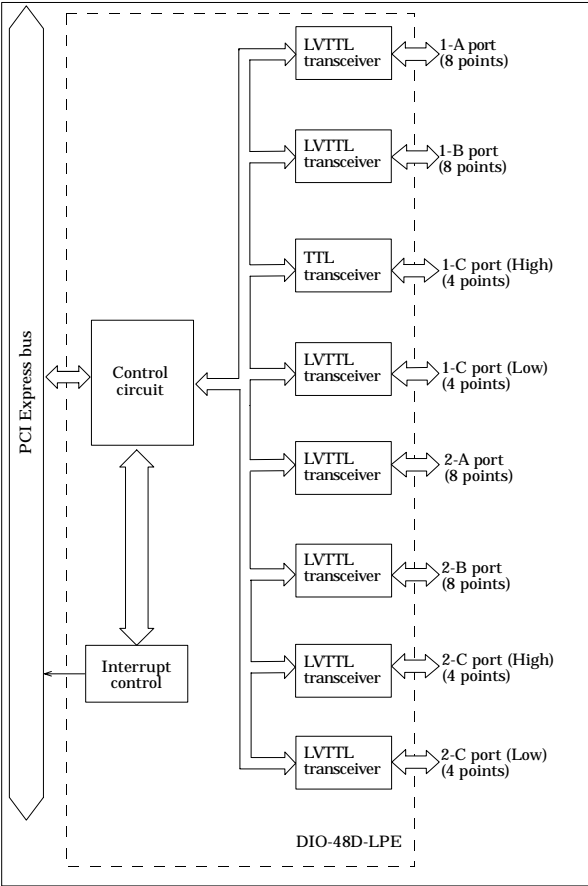 LVTTL
transceiver
1-A port
(8 points)
LVTTL
transceiver
1-B port
(8 points)
TTL
transceiver
1-C port (High)
(4 points)
PCI Express bus
Control
circuit
LVTTL
transceiver
1-C port (Low)
(4 points)
LVTTL
transceiver
2-A port
(8 points)
LVTTL
transceiver
2-B port
(8 points)
Interrupt
control
LVTTL
transceiver
2-C port (High)
(4 points)
LVTTL
transceiver
2-C port (Low)
(4 points)
DIO-48D-LPE